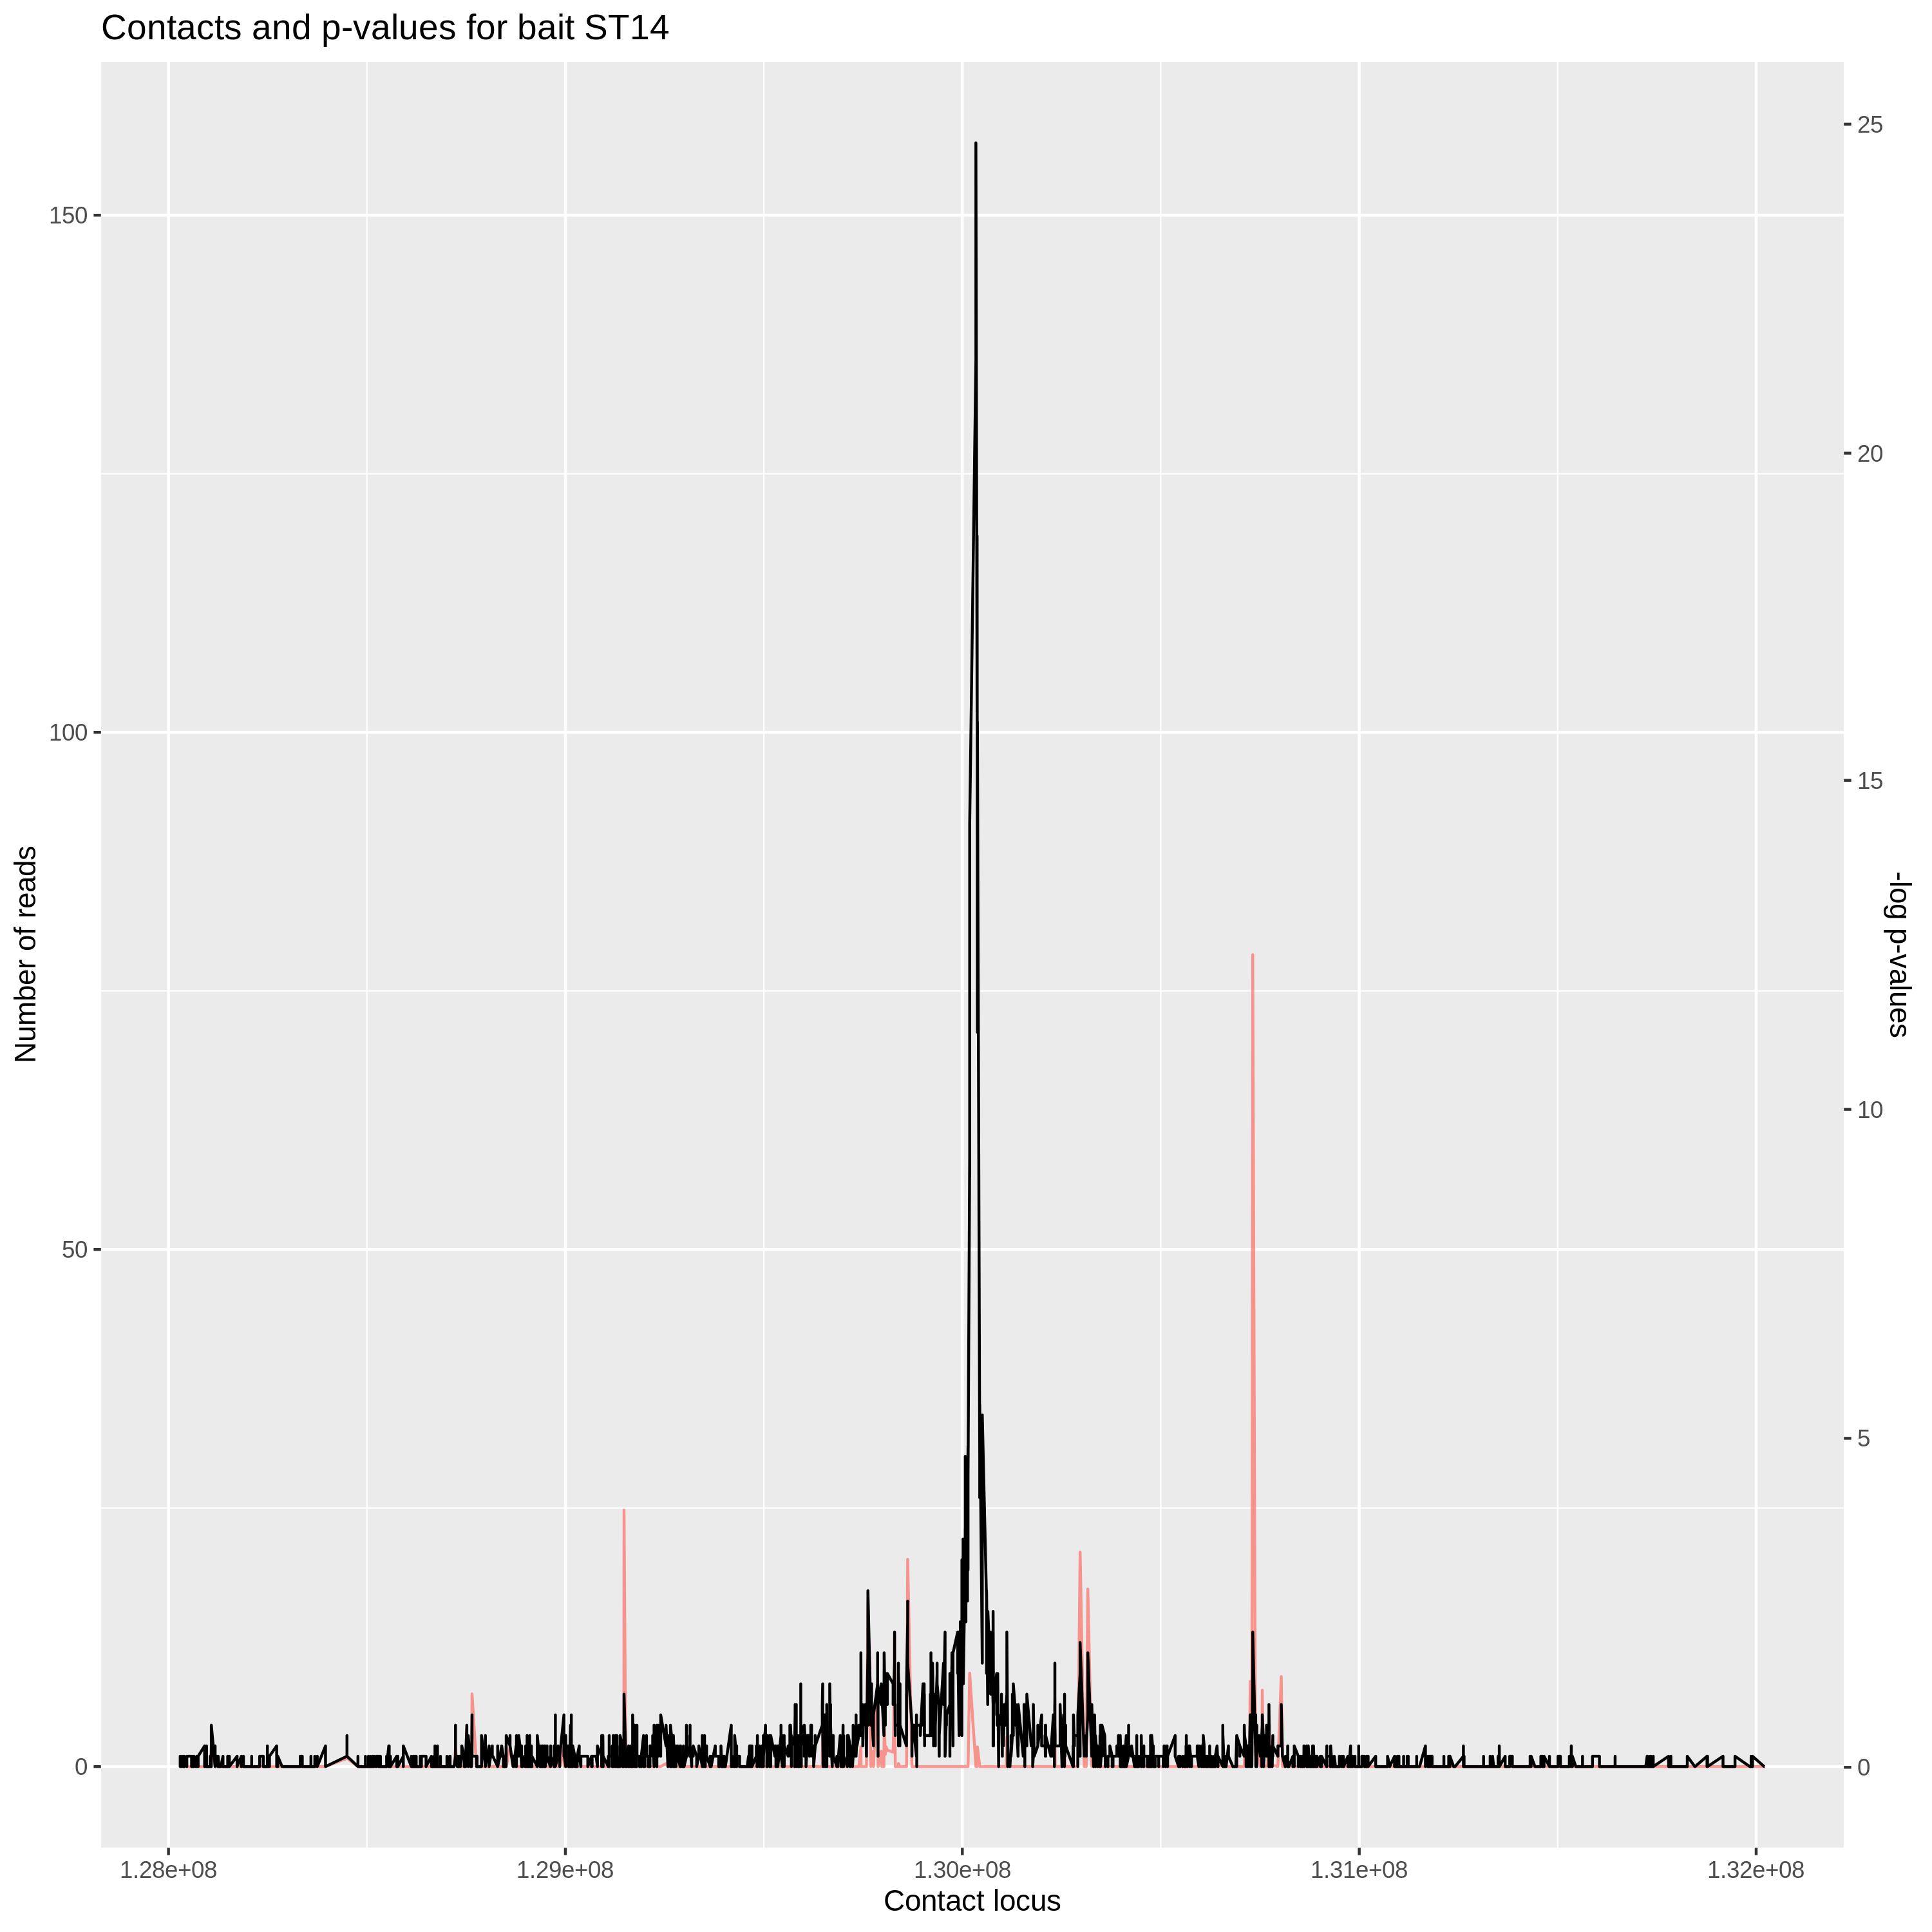 Contacts and p-values for bait ST14
Number of reads
150
100
50
0
25
20
15
10
5
0
-log p-values
1.28e+08
1.29e+08
1.30e+08
1.31e+08
1.32e+08
Contact locus